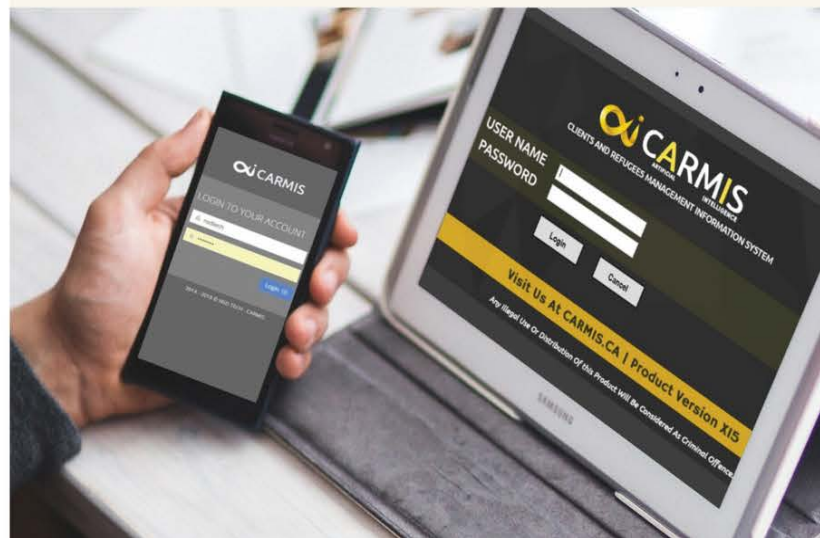 CARMIS
LOGIN TO YOUR ACCOUNT
Login
CARMIS
ARTIFICIAL INTELLIGENCE
CLIENTS AND REFUGEES MANAGEMENT INFORMATION SYSTEM
USER NAME
PASSWORD
Login
Cancel
Visit Us At CARMIS.CA | Product Version XI5
Any Illegal Use Or Distribution Of this Product Will Be Considered As Criminal Offence.
SAMSUNG